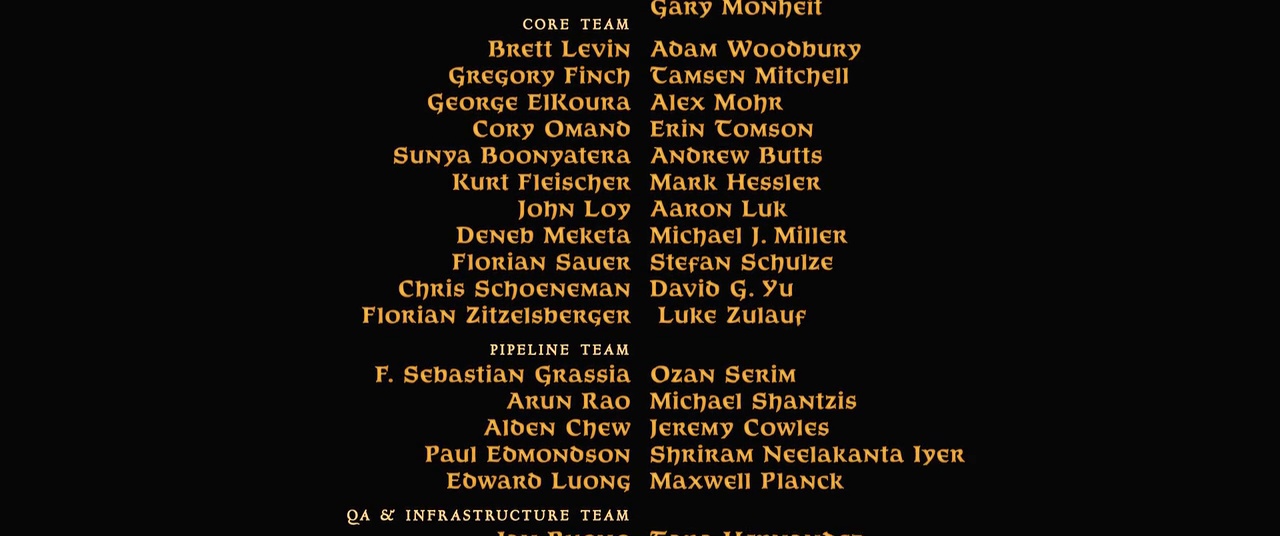 Gary Monheit
CORE TEAM
Brett Levin Adam Woodbury
Gregory Finch Tamsen Mitchell
George ElKoura Alex Mohr
Cory Omand Erin Tomson
Sunya Boonyatera Andrew Butts
Kurt Fleischer Mark Hessler
John Loy Aaron Luk
Deneb Meketa Michael J. Miller
Florian Sauer Stefan Schulze
Chris Schoeneman David G. Yu
Florian Zitzelsberger Luke Zulauf
PIPELINE TEAM
F. Sebastian Grassia Ozan Serim
Arun Rao Michael Shantzis
Alden Chew Jeremy Cowles
Paul Edmondson Shriram Neelakanta Iyer
Edward Luong Maxwell Planck
QA & INFRASTRUCTURE TEAM